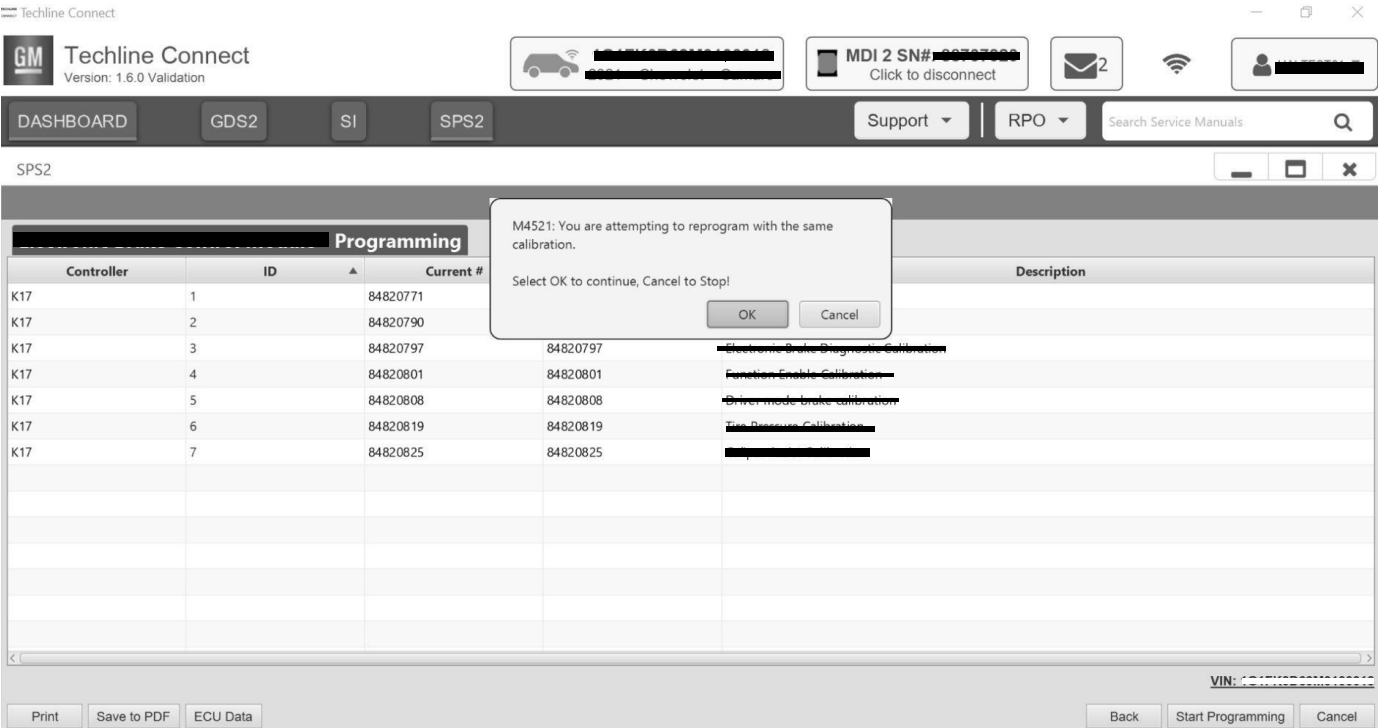 Techline Connect
GM
Techline Connect
Version: 1.6.0 Validation
MDI 2 SN#:
Click to disconnect
2
DASHBOARD GDS2 SI SPS2 Support RPO Search Service Manuals
SPS2
Programming
M4521: You are attempting to reprogram with the same
calibration.
Select OK to continue, Cancel to Stop!
OK Cancel
Controller ID Current # Description
K17 1 84820771
K17 2 84820790
K17 3 84820797 84820797
K17 4 84820801 84820801
K17 5 84820808 84820808
K17 6 84820819 84820819
K17 7 84820825 84820825
VIN:
Print Save to PDF ECU Data Back Start Programming Cancel